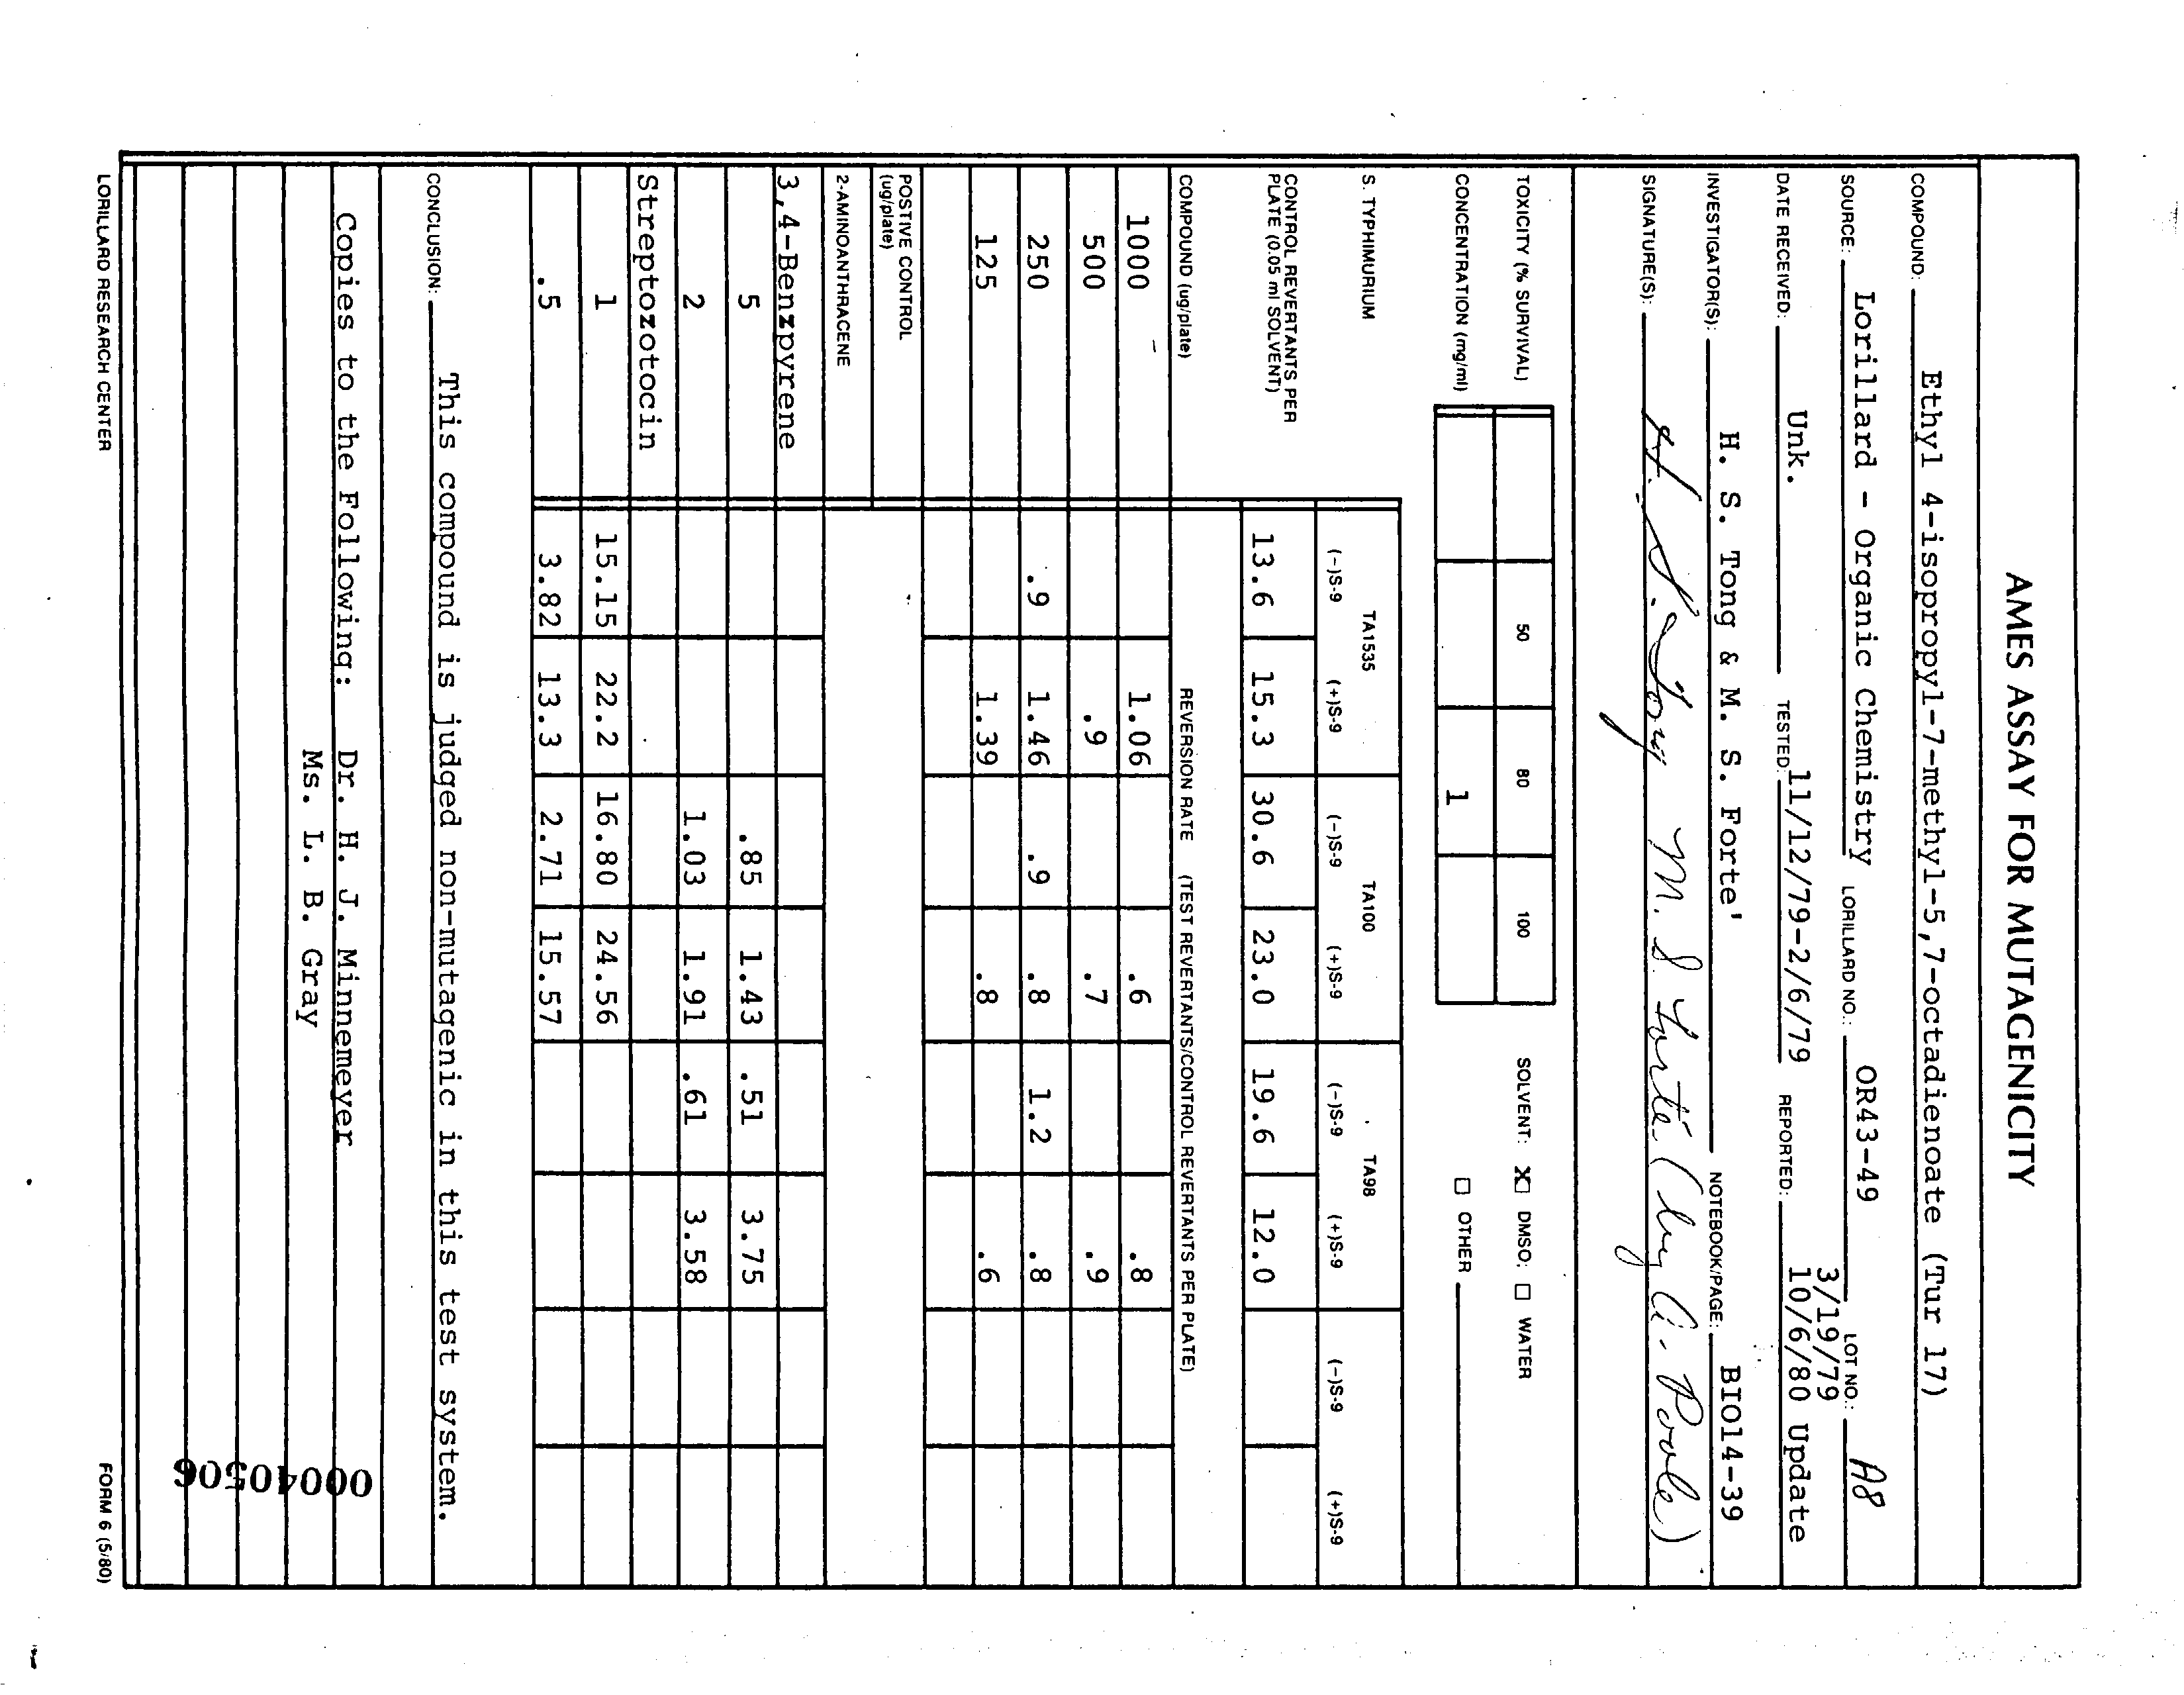 AMES ASSAY FOR MUTAGENICITY
COMPOUND: Ethyl 4-isopropyl-7-methyl-5,7-octadienoate (Tur 17)
SOURCE: Lorillard - Organic Chemistry LORILLARD NO.: OR43-49 LOT NO.: A8
3/19/79
DATE RECEIVED: Unk. TESTED: 11/12/79-2/6/79 REPORTED: 10/6/80 Update
INVESTIGATOR(S): H. S. Tong & M. S. Forte' NOTEBOOK/PAGE: BIO14-39
SIGNATURE(S): H. S. Tong M. S. Forte' (by A. Poole)
TOXICITY (% SURVIVAL) 50 80 100 SOLVENT: X DMSO: WATER
CONCENTRATION (mg/ml) 1 OTHER
S. TYPHIMURIUM TA1535 TA100 TA98
(-)S-9 (+)S-9 (-)S-9 (+)S-9 (-)S-9 (+)S-9 (-)S-9 (+)S-9
CONTROL REVERTANTS PER
PLATE (0.05 ml SOLVENT) 13.6 15.3 30.6 23.0 19.6 12.0
COMPOUND (ug/plate) REVERSION RATE (TEST REVERTANTS/CONTROL REVERTANTS PER PLATE)
1000 1.06 .6 .8
500 .9 .7 .9
250 .9 1.46 .9 .8 1.2 .8
125 1.39 .8 .6
POSTIVE CONTROL
(ug/plate)
2-AMINOANTHRACENE
3,4-Benzpyrene
5 .85 1.43 .51 3.75
2 1.03 1.91 .61 3.58
Streptozotocin
1 15.15 22.2 16.80 24.56
.5 3.82 13.3 2.71 15.57
CONCLUSION: This compound is judged non-mutagenic in this test system.
Copies to the Following: Dr. H. J. Minnemeyer
Ms. L. B. Gray
00040506
LORILLARD RESEARCH CENTER FORM 6 (5/80)